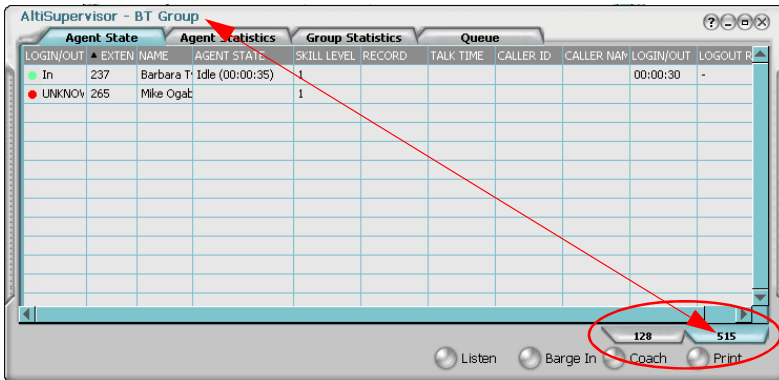 AltiSupervisor - BT Group
Agent State Agent Statistics Group Statistics Queue
LOGIN/OUT EXTEN NAME AGENT STATE SKILL LEVEL RECORD TALK TIME CALLER ID CALLER NAM LOGIN/OUT LOGOUT R
In 237 Barbara T Idle (00:00:35) 1 00:00:30 -
UNKNOV 265 Mike Ogab 1
128 515
Listen Barge In Coach Print